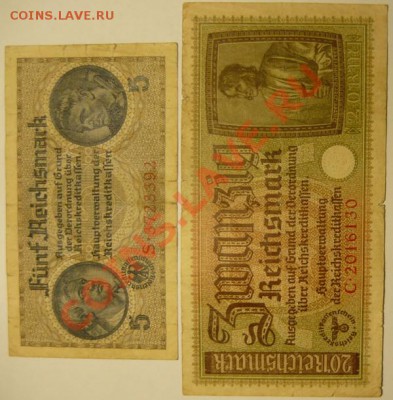 COINS.LAVE.RU
5
Fünf Reichsmark
Ausgegeben auf Grund
der Verordnung über
Reichskreditkassen
Hauptverwaltung der
Reichskreditkassen
5
20 Reichsmark
Zwanzig
Reichsmark
Ausgegeben auf Grund der Verordnung
über Reichskreditkassen
Hauptverwaltung
der Reichskreditkassen
C·2016130
COINS.LAVE.RU